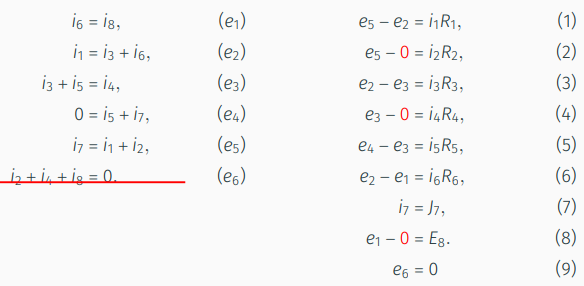 i₆ = i₈, (e₁)
i₁ = i₃ + i₆, (e₂)
i₃ + i₅ = i₄, (e₃)
0 = i₅ + i₇, (e₄)
i₇ = i₁ + i₂, (e₅)
i₂ + i₄ + i₈ = 0. (e₆)
e₅ − e₂ = i₁R₁, (1)
e₅ − 0 = i₂R₂, (2)
e₂ − e₃ = i₃R₃, (3)
e₃ − 0 = i₄R₄, (4)
e₄ − e₃ = i₅R₅, (5)
e₂ − e₁ = i₆R₆, (6)
i₇ = J₇, (7)
e₁ − 0 = E₈. (8)
e₆ = 0 (9)